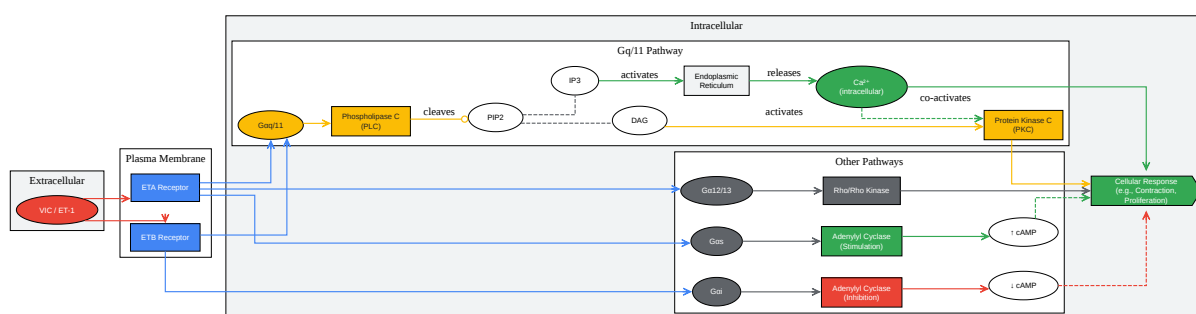 Intracellular
Gq/11 Pathway
IP3
activates
Endoplasmic
Reticulum
releases
Ca²⁺
(intracellular)
co-activates
Gαq/11
Phospholipase C
(PLC)
cleaves
PIP2
DAG
activates
Protein Kinase C
(PKC)
Plasma Membrane
Other Pathways
Extracellular
ETA Receptor
VIC / ET-1
ETB Receptor
Gα12/13
Rho/Rho Kinase
Cellular Response
(e.g., Contraction,
Proliferation)
Gαs
Adenylyl Cyclase
(Stimulation)
↑ cAMP
Gαi
Adenylyl Cyclase
(Inhibition)
↓ cAMP